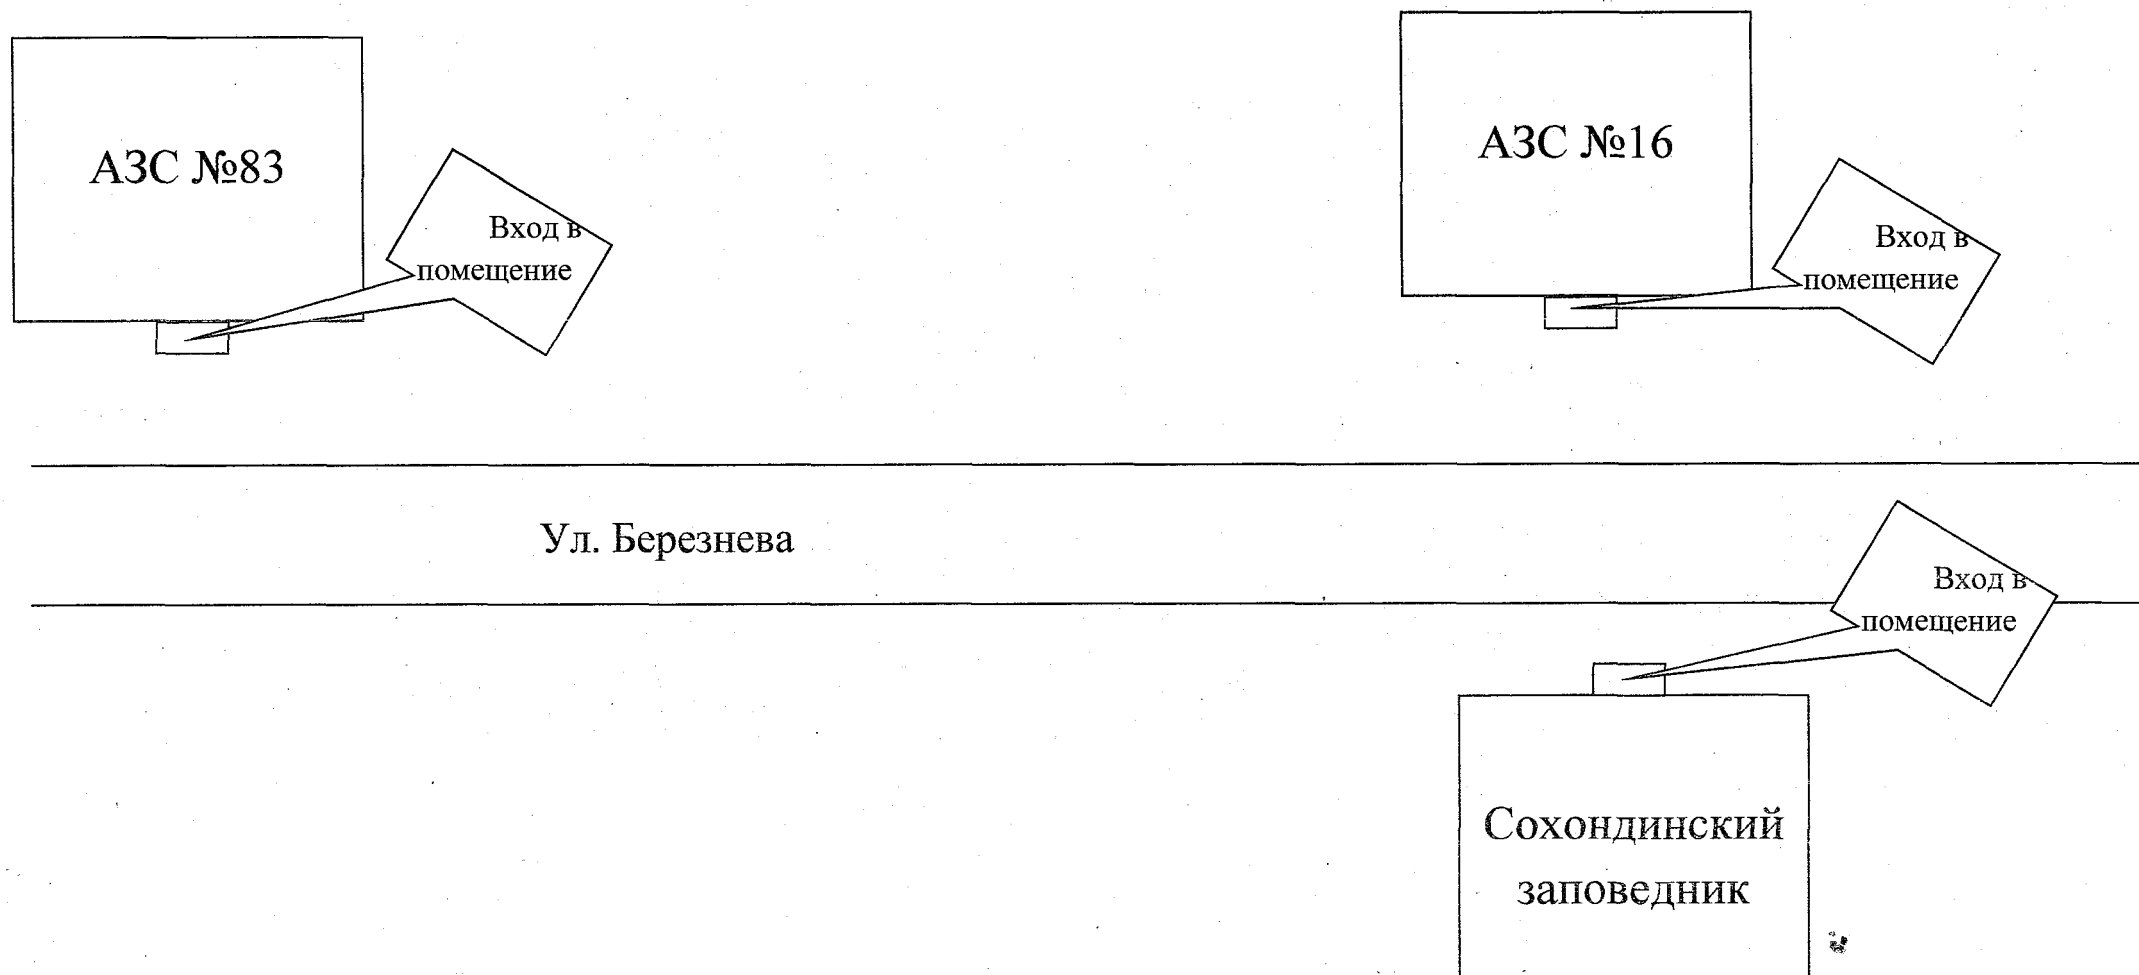 АЗС №83
Вход в
помещение
АЗС №16
Вход в
помещение
Ул. Березнева
Вход в
помещение
Сохондинский
заповедник